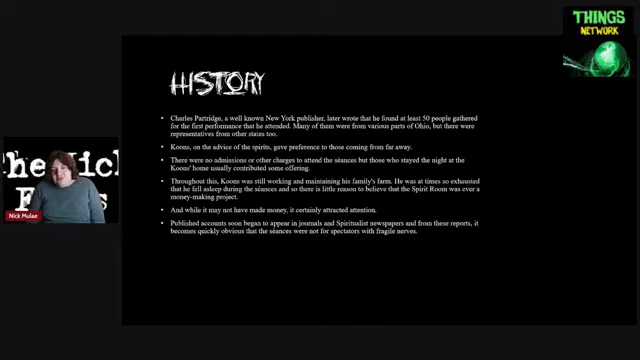 THINGS
NETWORK
HISTORY
• Charles Partridge, a well known New York publisher, later wrote that he found at least 50 people gathered
for the first performance that he attended. Many of them were from various parts of Ohio, but there were
representatives from other states too.
• Koons, on the advice of the spirits, gave preference to those coming from far away.
• There were no admissions or other charges to attend the séances but those who stayed the night at the
Koons' home usually contributed some offering.
• Throughout this, Koons was still working and maintaining his family's farm. He was at times so exhausted
that he fell asleep during the séances and so there is little reason to believe that the Spirit Room was ever a
money-making project.
• And while it may not have made money, it certainly attracted attention.
• Published accounts soon began to appear in journals and Spiritualist newspapers and from these reports, it
becomes quickly obvious that the séances were not for spectators with fragile nerves.
Nick Mulae